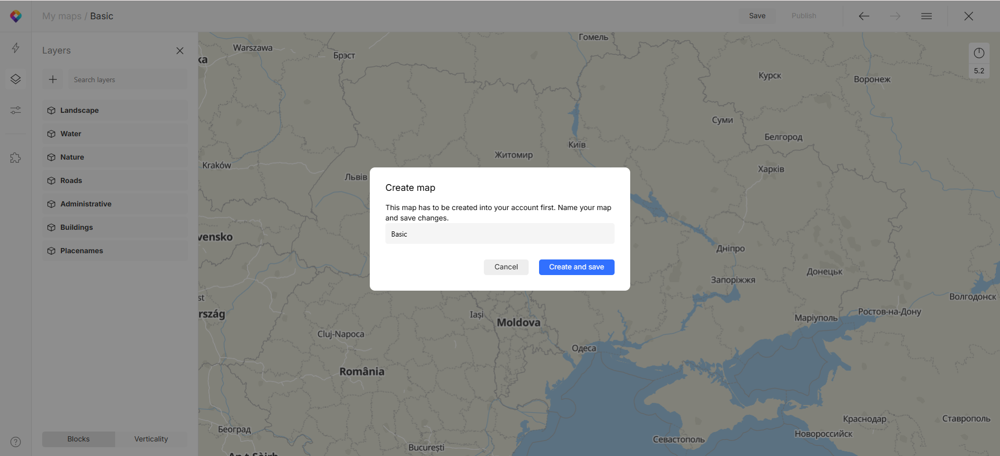 My maps / Basic
Save
Publish
Layers
Search layers
Landscape
Water
Nature
Roads
Administrative
Buildings
Placenames
Blocks
Verticality
?
5.2
Create map
This map has to be created into your account first. Name your map
and save changes.
Basic
Cancel
Create and save
Гомель
Warszawa
Брэст
ka
Курск
Воронеж
Суми
Белгород
Київ
Житомир
Kraków
Харків
Львів
vensko
Дніпро
Донецьк
Запоріжжя
st
Волгодонск
rszág
Iași
Moldova
Маріуполь
Ростов-на-Дону
Cluj-Napoca
Одеса
România
Краснодар
Ставрополь
Београд
Новороссийск
Севастополь
București